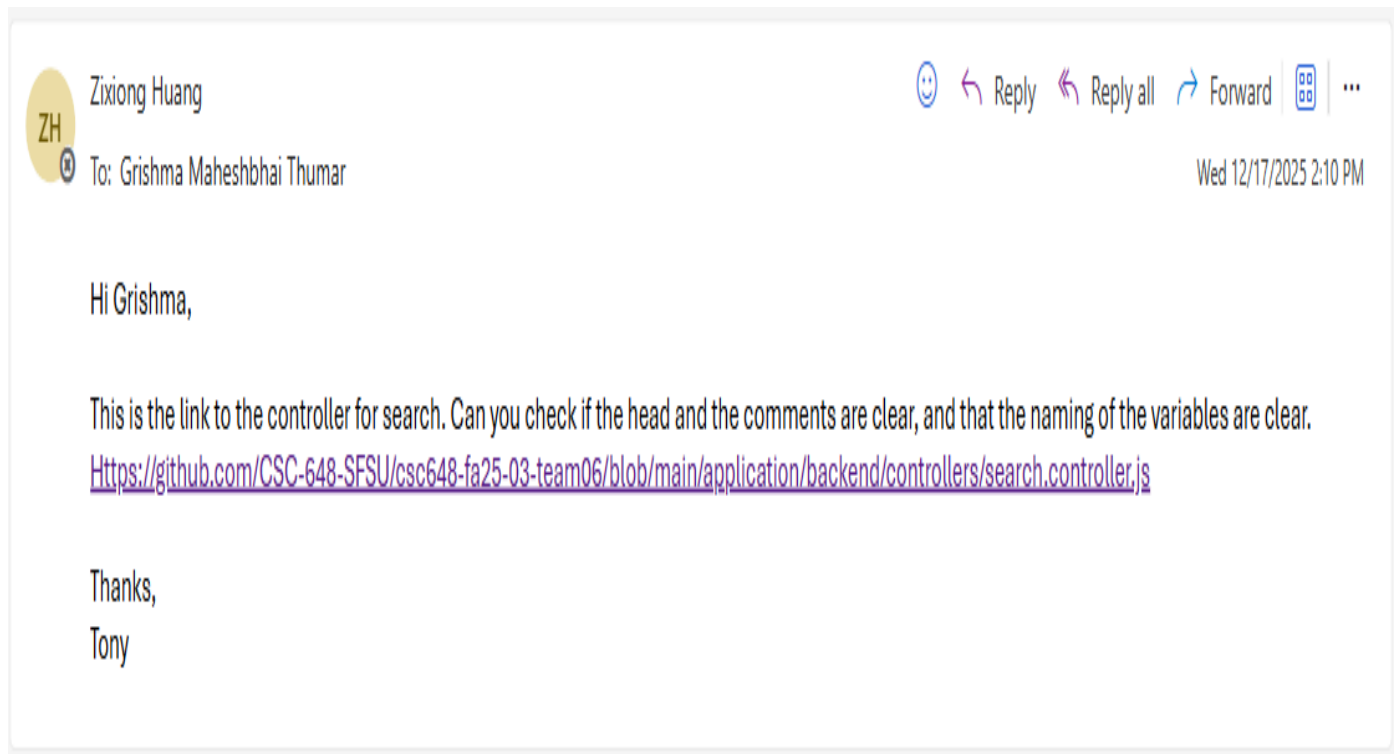 Zixiong Huang
Reply
Reply all
Forward
ZH
To: Grishma Maheshbhai Thumar
Wed 12/17/2025 2:10 PM
Hi Grishma,
This is the link to the controller for search. Can you check if the head and the comments are clear, and that the naming of the variables are clear.
Https://github.com/CSC-648-SFSU/csc648-fa25-03-team06/blob/main/application/backend/controllers/search.controller.js
Thanks,
Tony